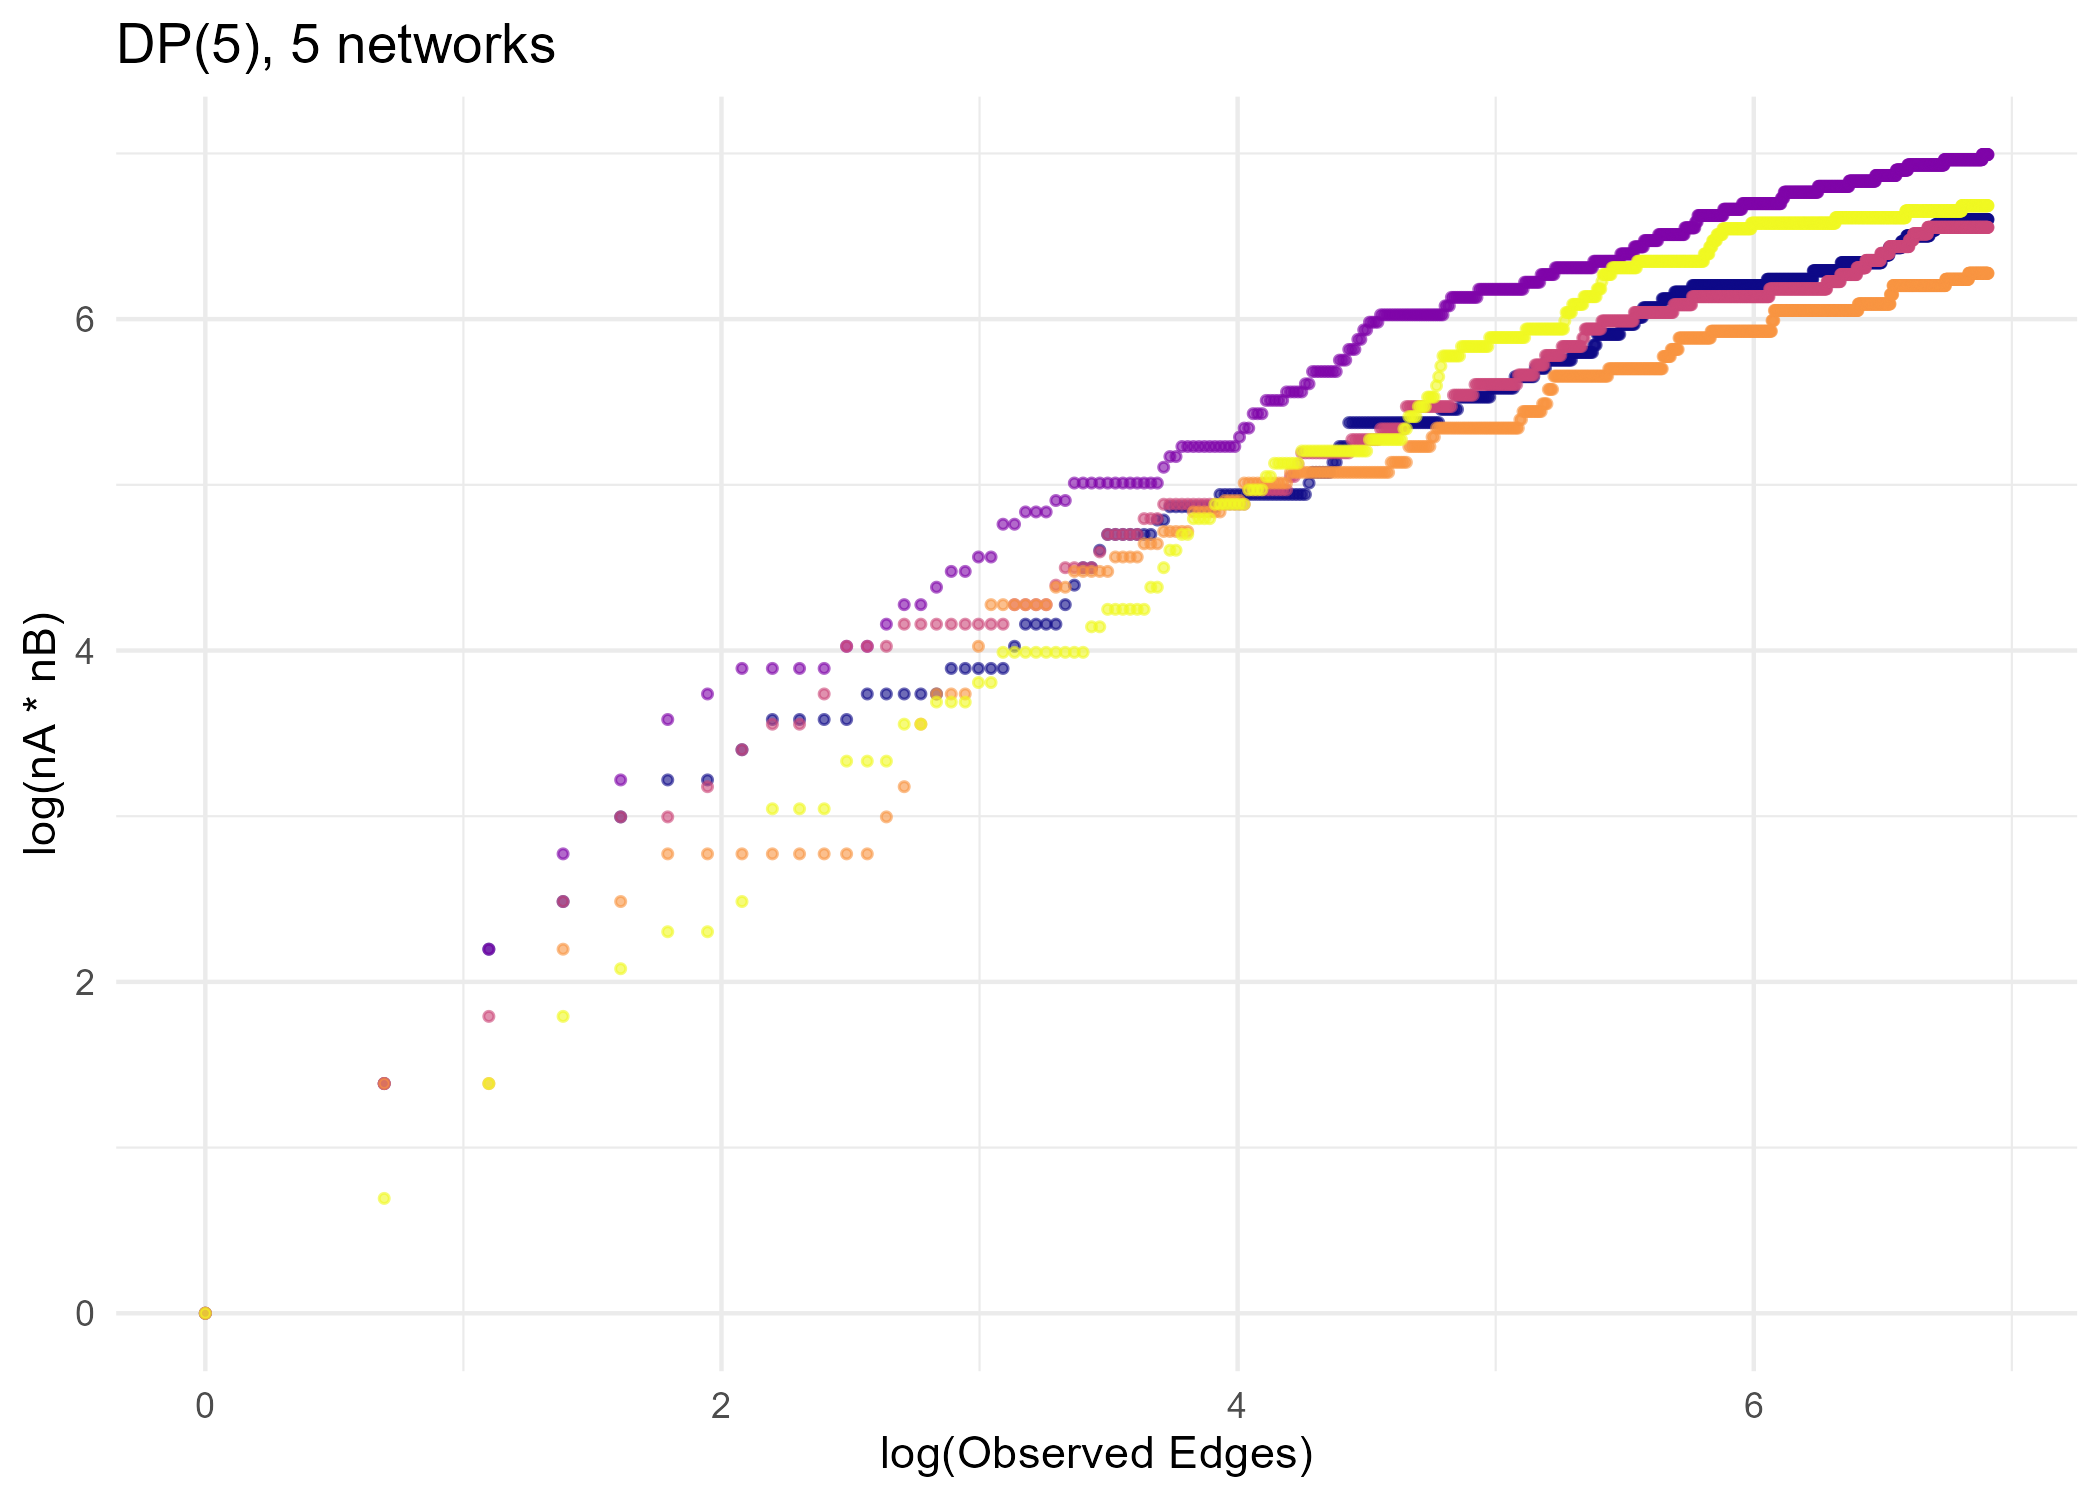 DP(5), 5 networks
log(nA * nB)
6
4
2
0
0 2 4 6
log(Observed Edges)